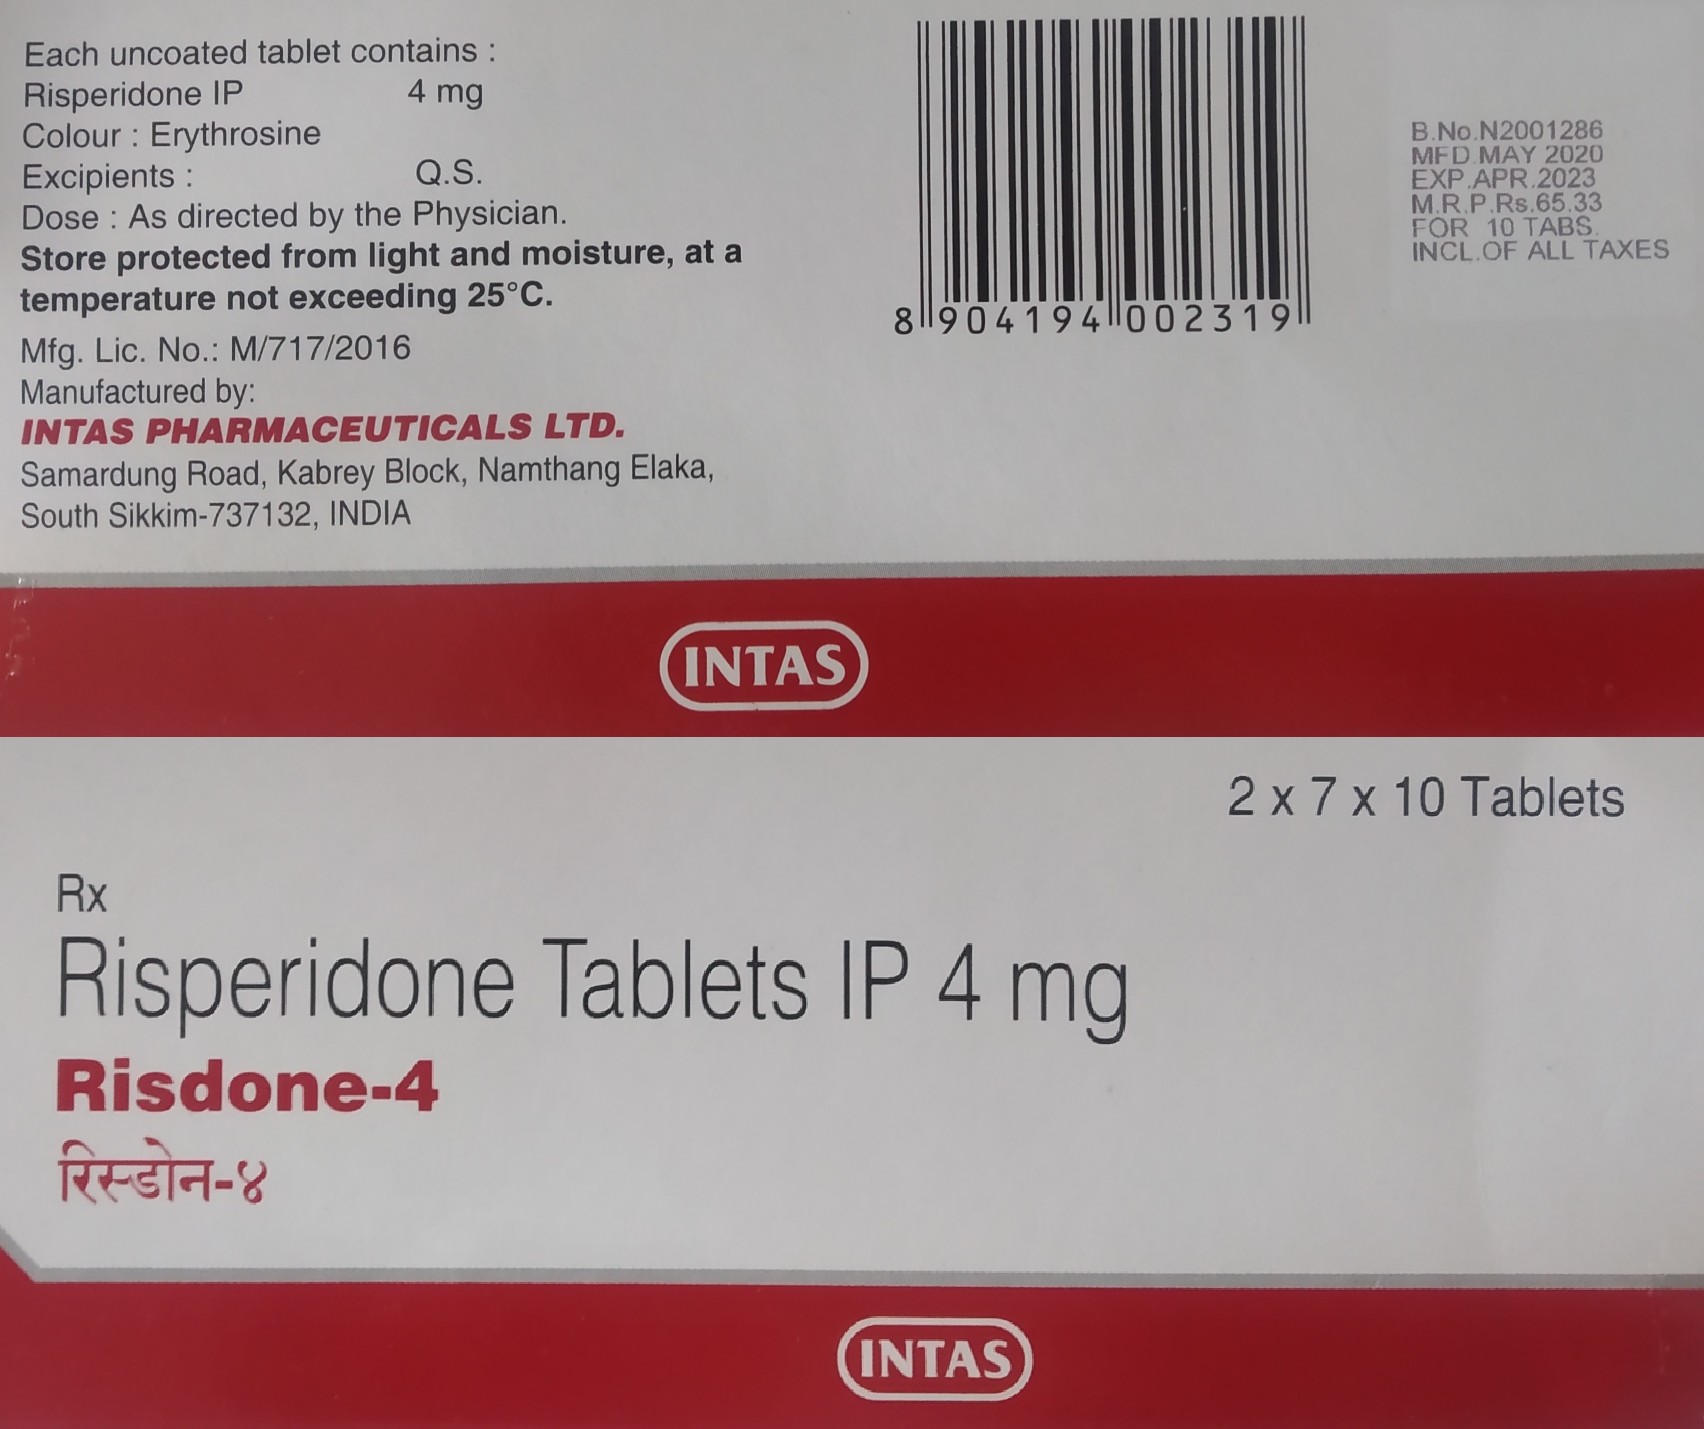 Each uncoated tablet contains :
Risperidone IP 4 mg
Colour : Erythrosine
Excipients : Q.S.
Dose : As directed by the Physician.
Store protected from light and moisture, at a
temperature not exceeding 25°C.
Mfg. Lic. No.: M/717/2016
Manufactured by:
INTAS PHARMACEUTICALS LTD.
Samardung Road, Kabrey Block, Namthang Elaka,
South Sikkim-737132, INDIA
8 904194 002319
B.No.N2001286
MFD.MAY 2020
EXP.APR.2023
M.R.P.Rs.65.33
FOR 10 TABS.
INCL.OF ALL TAXES
INTAS
2 x 7 x 10 Tablets
Rx
Risperidone Tablets IP 4 mg
Risdone-4
रिस्डोन-४
INTAS